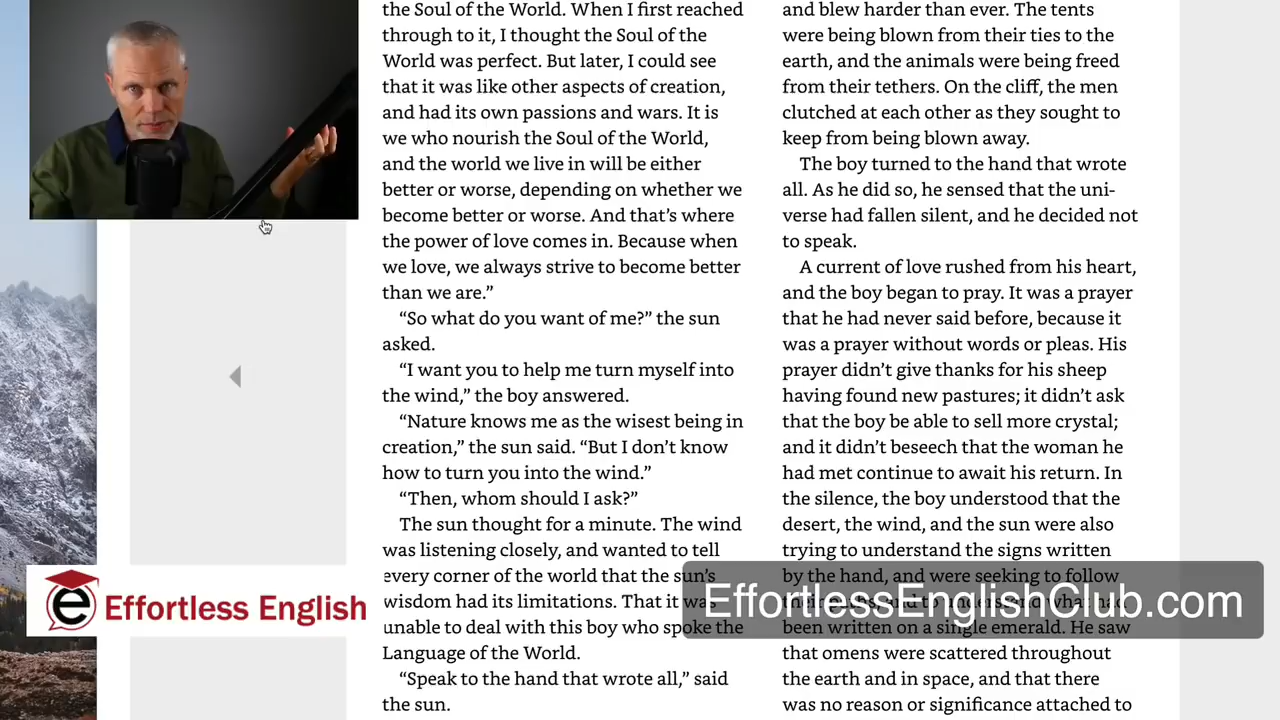 the Soul of the World. When I first reached
through to it, I thought the Soul of the
World was perfect. But later, I could see
that it was like other aspects of creation,
and had its own passions and wars. It is
we who nourish the Soul of the World,
and the world we live in will be either
better or worse, depending on whether we
become better or worse. And that’s where
the power of love comes in. Because when
we love, we always strive to become better
than we are.”
“So what do you want of me?” the sun
asked.
“I want you to help me turn myself into
the wind,” the boy answered.
“Nature knows me as the wisest being in
creation,” the sun said. “But I don’t know
how to turn you into the wind.”
“Then, whom should I ask?”
The sun thought for a minute. The wind
was listening closely, and wanted to tell
every corner of the world that the sun’s
wisdom had its limitations. That it was
unable to deal with this boy who spoke the
Language of the World.
“Speak to the hand that wrote all,” said
the sun.
and blew harder than ever. The tents
were being blown from their ties to the
earth, and the animals were being freed
from their tethers. On the cliff, the men
clutched at each other as they sought to
keep from being blown away.
The boy turned to the hand that wrote
all. As he did so, he sensed that the uni-
verse had fallen silent, and he decided not
to speak.
A current of love rushed from his heart,
and the boy began to pray. It was a prayer
that he had never said before, because it
was a prayer without words or pleas. His
prayer didn’t give thanks for his sheep
having found new pastures; it didn’t ask
that the boy be able to sell more crystal;
and it didn’t beseech that the woman he
had met continue to await his return. In
the silence, the boy understood that the
desert, the wind, and the sun were also
trying to understand the signs written
by the hand, and were seeking to follow
their paths, and to understand what had
been written on a single emerald. He saw
that omens were scattered throughout
the earth and in space, and that there
was no reason or significance attached to
e Effortless English
EffortlessEnglishClub.com